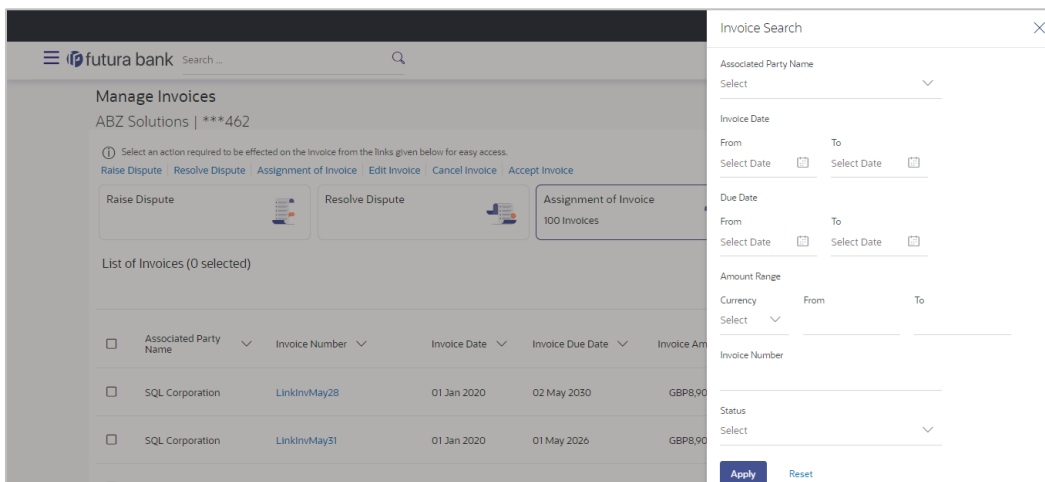 Invoice Search
futura bank Search ...
Associated Party Name
Select
Manage Invoices
ABZ Solutions | ***462
Invoice Date
From To
Select Date Select Date
Select an action required to be effected on the Invoice from the links given below for easy access.
Raise Dispute Resolve Dispute Assignment of Invoice Edit Invoice Cancel Invoice Accept Invoice
Raise Dispute
Resolve Dispute
Assignment of Invoice
100 Invoices
Due Date
From To
Select Date Select Date
List of Invoices (0 selected)
Amount Range
Currency From To
Select
Associated Party Name Invoice Number Invoice Date Invoice Due Date Invoice Am
Invoice Number
SQL Corporation LinkInvMay28 01 Jan 2020 02 May 2030 GBP8,90
Status
Select
SQL Corporation LinkInvMay31 01 Jan 2020 01 May 2026 GBP8,90
Apply Reset